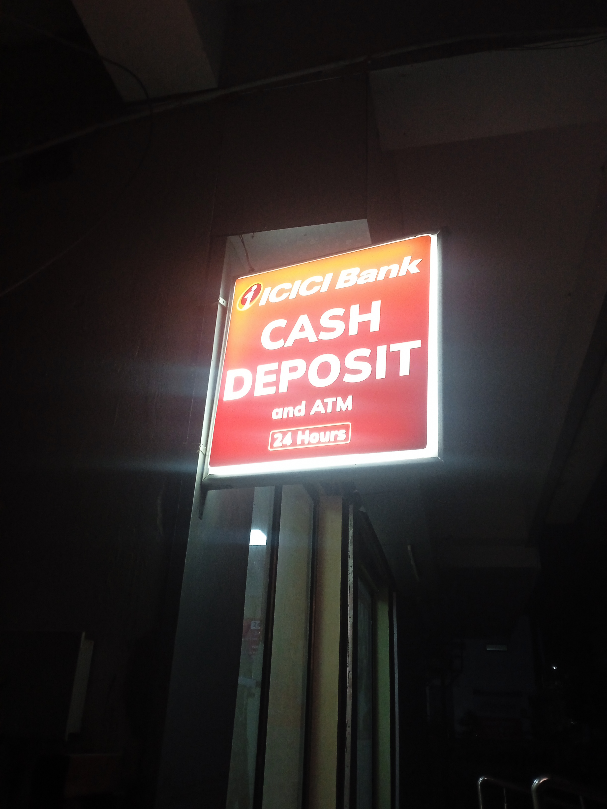 ICICI Bank
CASH
DEPOSIT
and ATM
24 Hours